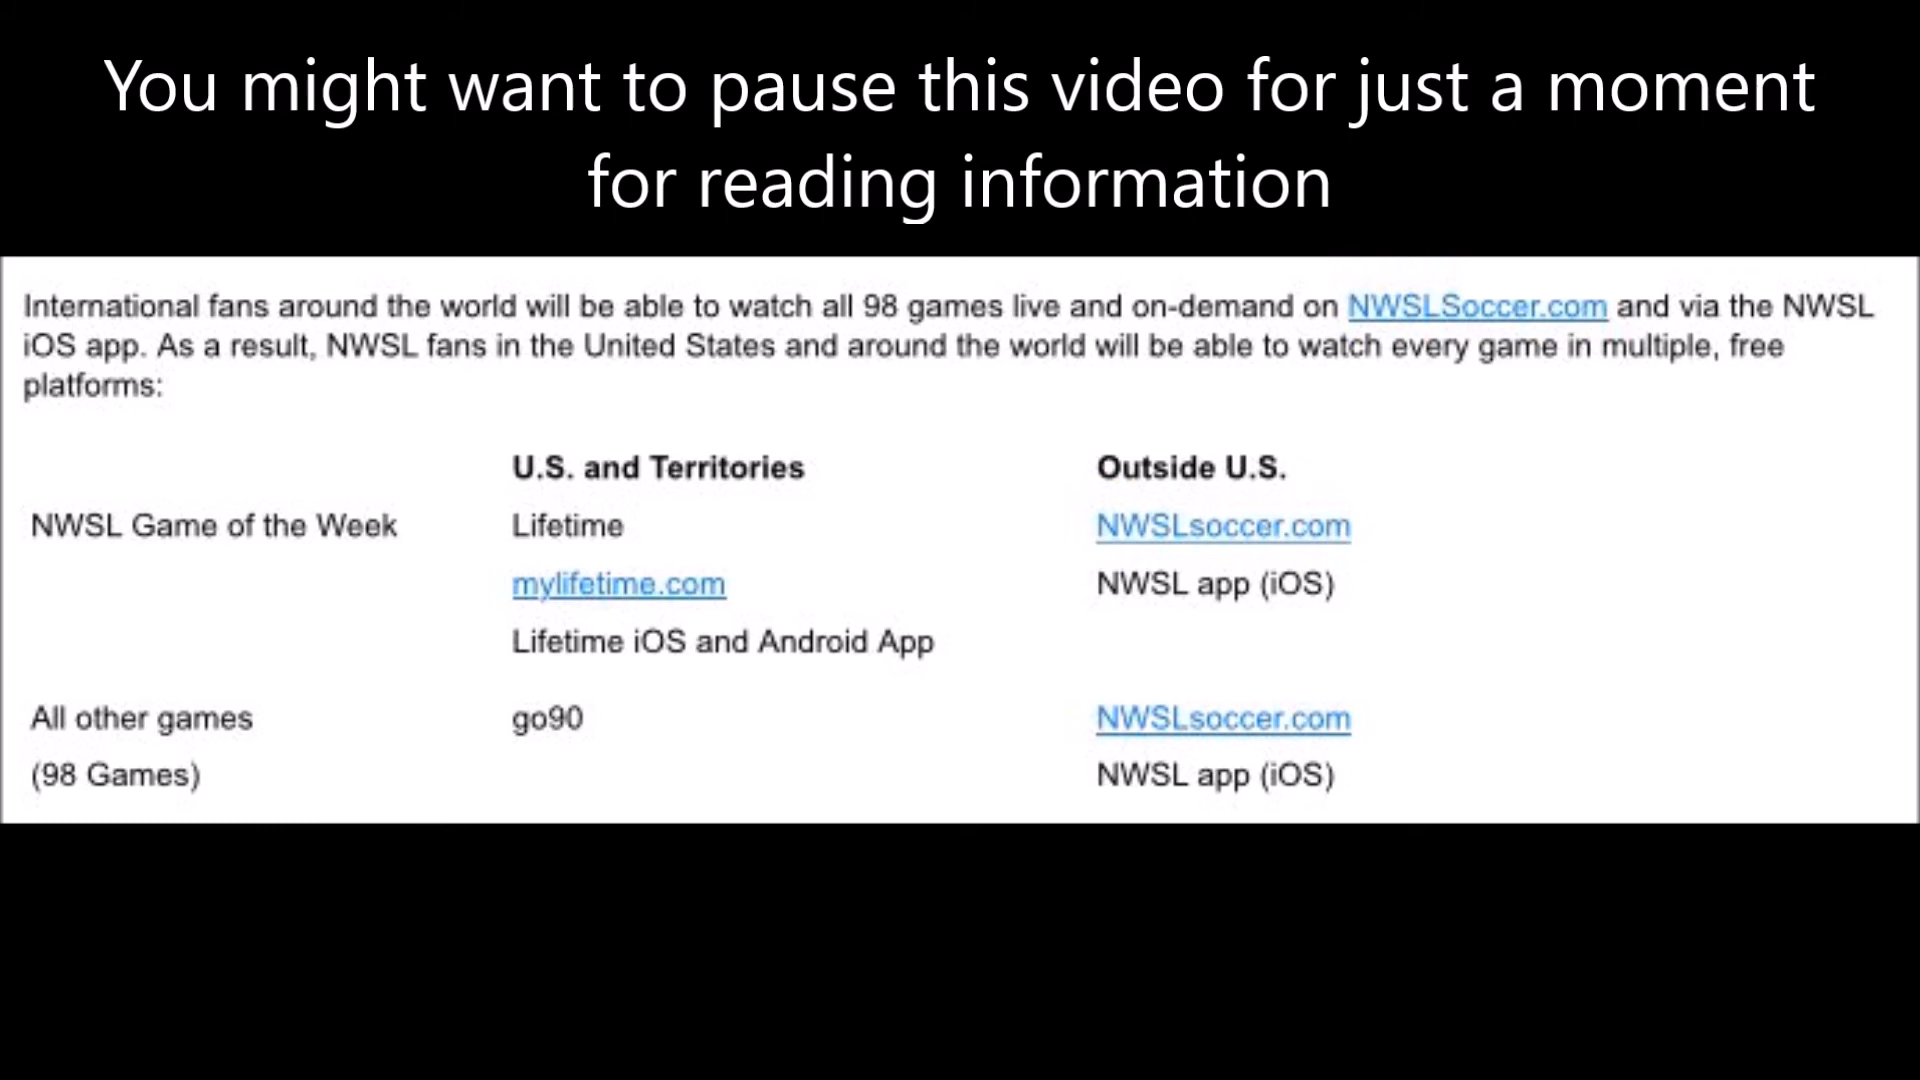 You might want to pause this video for just a moment
for reading information
International fans around the world will be able to watch all 98 games live and on-demand on NWSLSoccer.com and via the NWSL
iOS app. As a result, NWSL fans in the United States and around the world will be able to watch every game in multiple, free
platforms:
U.S. and Territories Outside U.S.
NWSL Game of the Week Lifetime NWSLsoccer.com
mylifetime.com NWSL app (iOS)
Lifetime iOS and Android App
All other games go90 NWSLsoccer.com
(98 Games) NWSL app (iOS)